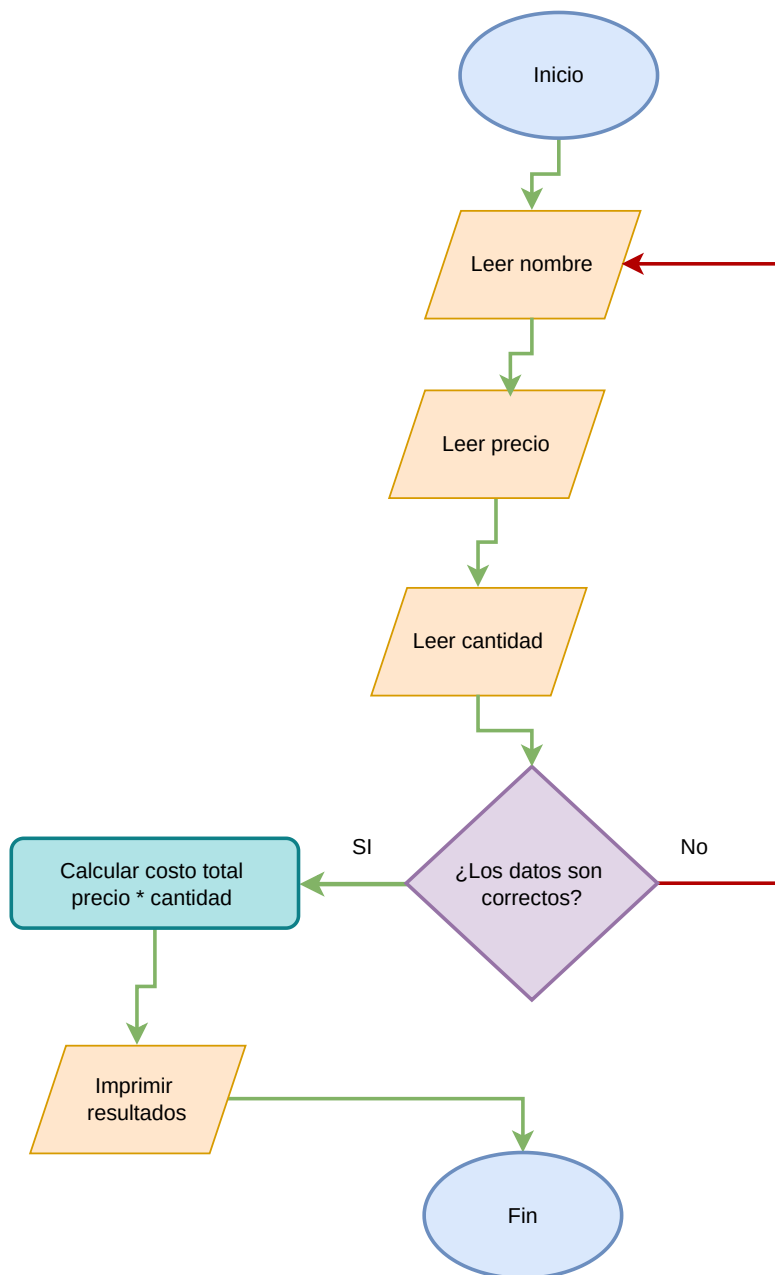 Inicio
Leer nombre
Leer precio
Leer cantidad
¿Los datos son
correctos?
SI
No
Calcular costo total
precio * cantidad
Imprimir
resultados
Fin